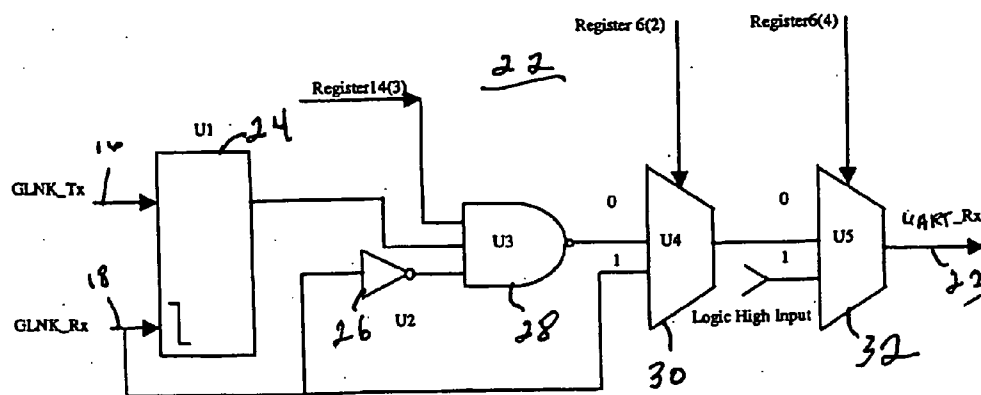 Register 6(2)
Register6(4)
22
Register14(3)
U1
24
16
GLNK_Tx
0
0
UART_Rx
U3
U4
U5
1
1
22
18
GLNK_Rx
26
U2
28
Logic High Input
30
32